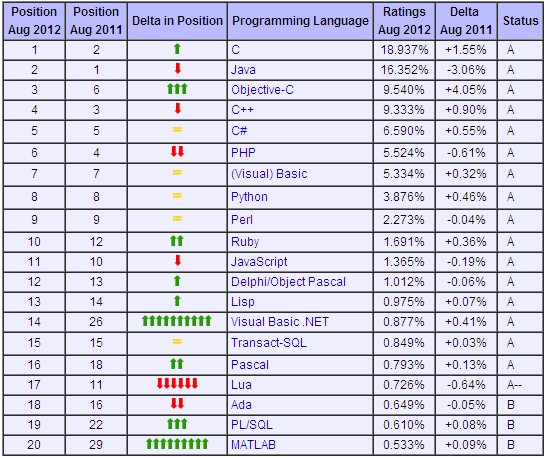 Position Aug 2012 Position Aug 2011 Delta in Position Programming Language Ratings Aug 2012 Delta Aug 2011 Status
1 2 C 18.937% +1.55% A
2 1 Java 16.352% -3.06% A
3 6 Objective-C 9.540% +4.05% A
4 3 C++ 9.333% +0.90% A
5 5 = C# 6.590% +0.55% A
6 4 PHP 5.524% -0.61% A
7 7 = (Visual) Basic 5.334% +0.32% A
8 8 = Python 3.876% +0.46% A
9 9 = Perl 2.273% -0.04% A
10 12 Ruby 1.691% +0.36% A
11 10 JavaScript 1.365% -0.19% A
12 13 Delphi/Object Pascal 1.012% -0.06% A
13 14 Lisp 0.975% +0.07% A
14 26 Visual Basic .NET 0.877% +0.41% A
15 15 = Transact-SQL 0.849% +0.03% A
16 18 Pascal 0.793% +0.13% A
17 11 Lua 0.726% -0.64% A--
18 16 Ada 0.649% -0.05% B
19 22 PL/SQL 0.610% +0.08% B
20 29 MATLAB 0.533% +0.09% B